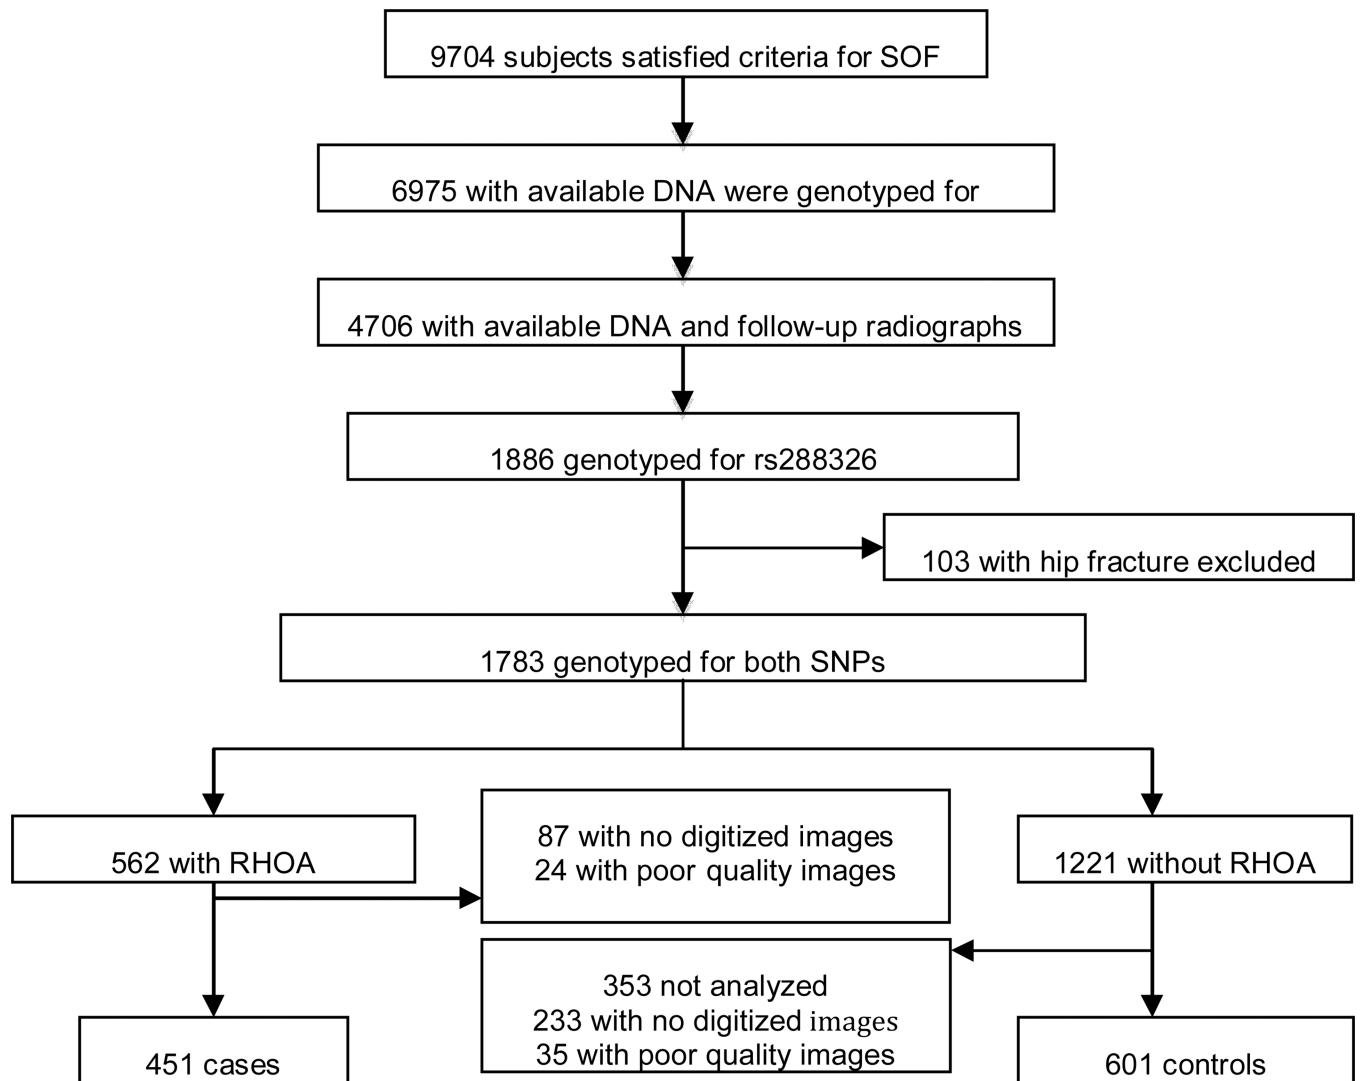 9704 subjects satisfied criteria for SOF
6975 with available DNA were genotyped for
4706 with available DNA and follow-up radiographs
1886 genotyped for rs288326
103 with hip fracture excluded
1783 genotyped for both SNPs
562 with RHOA
87 with no digitized images
24 with poor quality images
1221 without RHOA
353 not analyzed
233 with no digitized images
35 with poor quality images
451 cases
601 controls